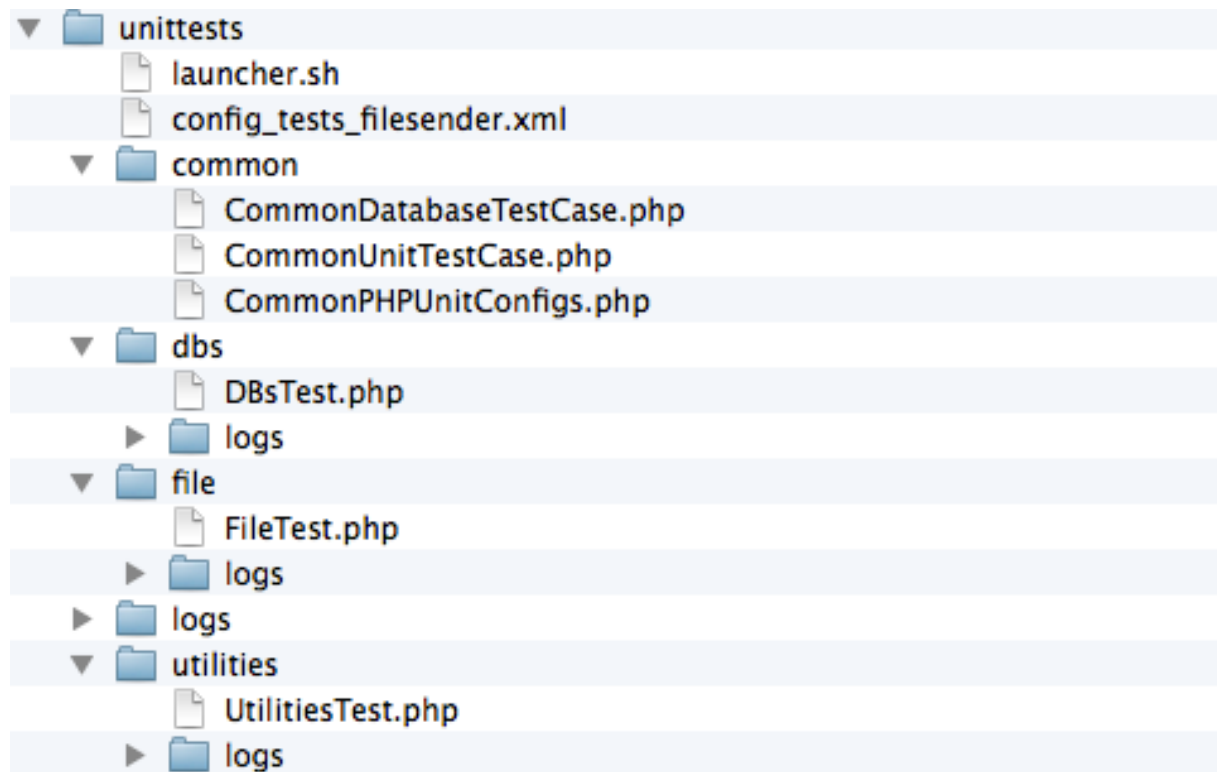 unittests
launcher.sh
config_tests_filesender.xml
common
CommonDatabaseTestCase.php
CommonUnitTestCase.php
CommonPHPUnitConfigs.php
dbs
DBsTest.php
logs
file
FileTest.php
logs
logs
utilities
UtilitiesTest.php
logs